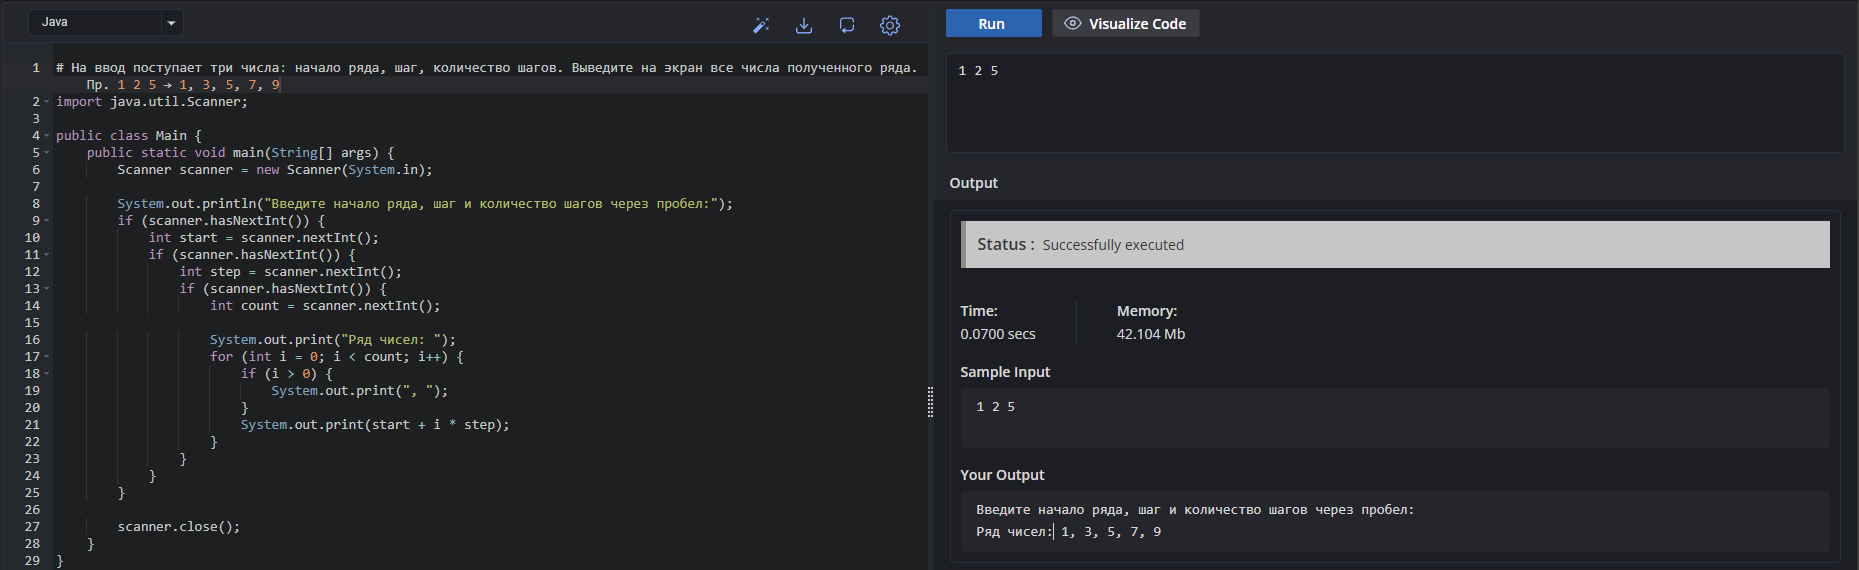 Java
1 # На ввод поступает три числа: начало ряда, шаг, количество шагов. Выведите на экран все числа полученного ряда.
Пр. 1 2 5 → 1, 3, 5, 7, 9
2 import java.util.Scanner;
3
4 public class Main {
5 public static void main(String[] args) {
6 Scanner scanner = new Scanner(System.in);
7
8 System.out.println("Введите начало ряда, шаг и количество шагов через пробел:");
9 if (scanner.hasNextInt()) {
10 int start = scanner.nextInt();
11 if (scanner.hasNextInt()) {
12 int step = scanner.nextInt();
13 if (scanner.hasNextInt()) {
14 int count = scanner.nextInt();
15
16 System.out.print("Ряд чисел: ");
17 for (int i = 0; i < count; i++) {
18 if (i > 0) {
19 System.out.print(", ");
20 }
21 System.out.print(start + i * step);
22 }
23 }
24 }
25 }
26
27 scanner.close();
28 }
29 }
Run Visualize Code
1 2 5
Output
Status : Successfully executed
Time: Memory:
0.0700 secs 42.104 Mb
Sample Input
1 2 5
Your Output
Введите начало ряда, шаг и количество шагов через пробел:
Ряд чисел: 1, 3, 5, 7, 9